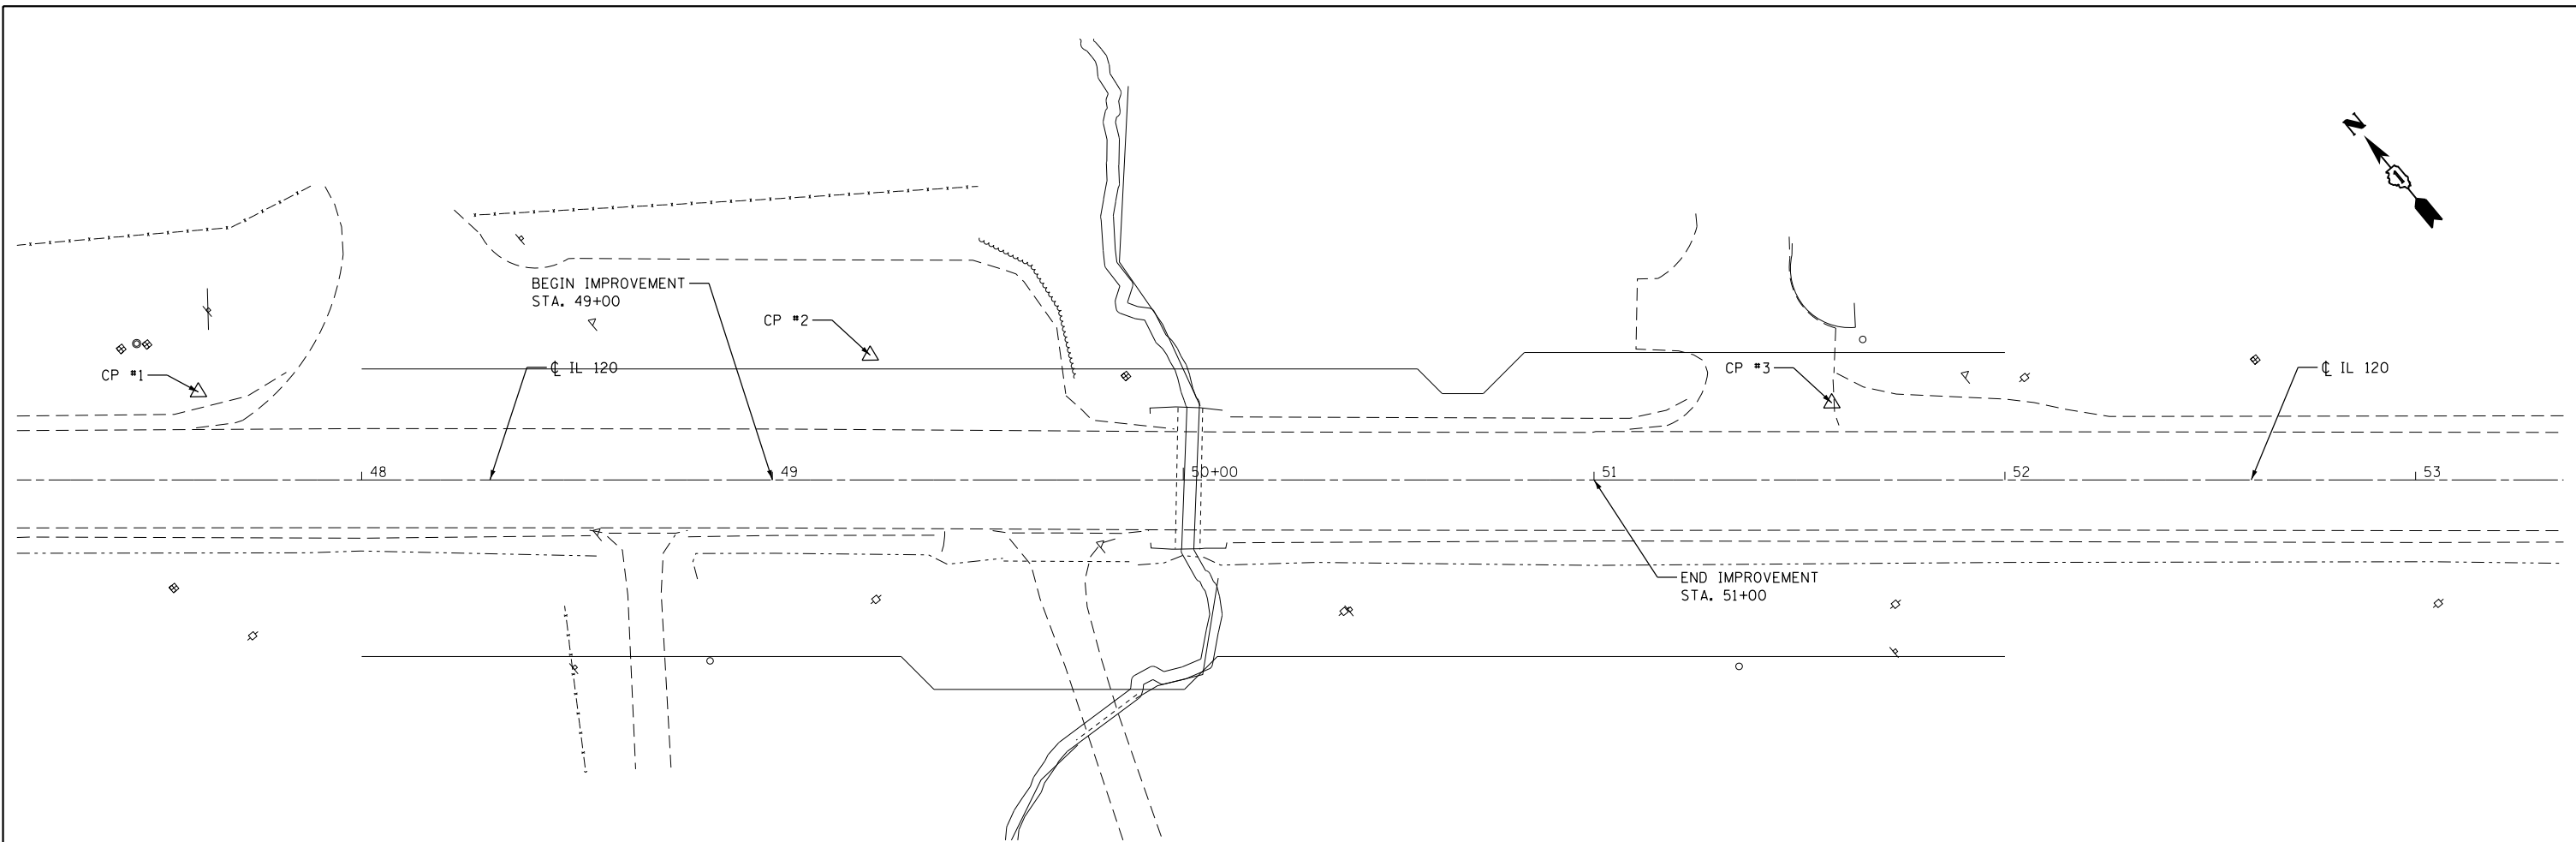 N
BEGIN IMPROVEMENT
STA. 49+00
CP #2
℄ IL 120
CP #1
CP #3
℄ IL 120
48
49
50+00
51
52
53
END IMPROVEMENT
STA. 51+00